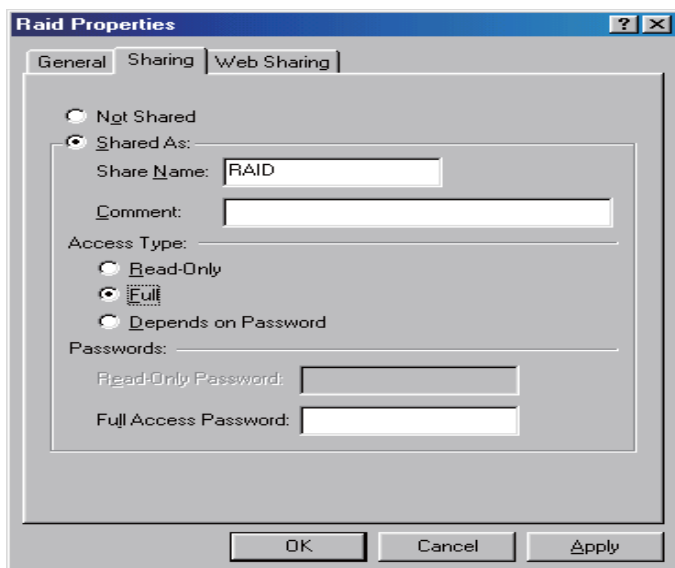 Raid Properties
General Sharing Web Sharing
Not Shared
Shared As:
Share Name: RAID
Comment:
Access Type:
Read-Only
Full
Depends on Password
Passwords:
Read-Only Password:
Full Access Password:
OK Cancel Apply